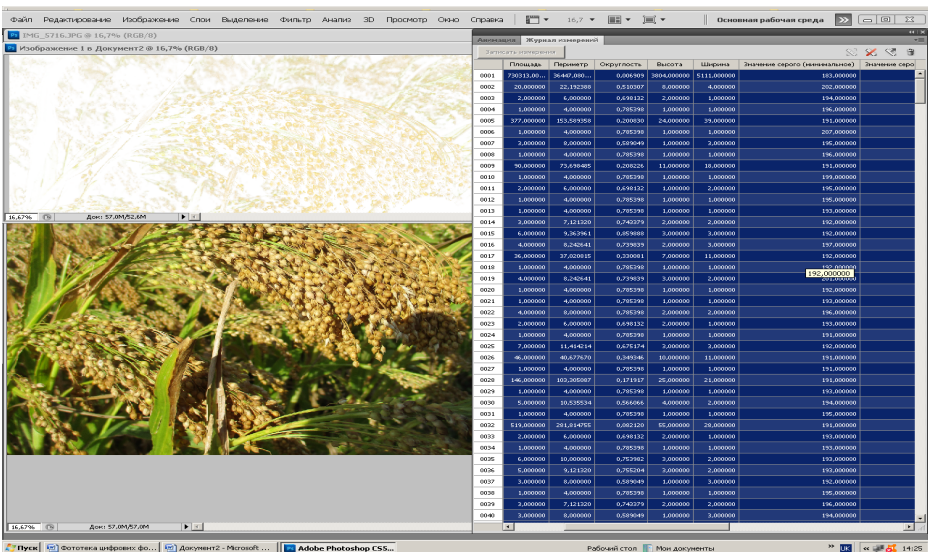 Файл Редактирование Изображение Слои Выделение Фильтр Анализ 3D Просмотр Окно Справка 16,7 Основная рабочая среда
IMG_5716.JPG @ 16,7% (RGB/8)
Изображение 1 в Документ2 @ 16,7% (RGB/8)
16,67% Док: 57,0M/52,6M
16,67% Док: 57,0M/57,0M
Анимация Журнал измерений
Записать измерения
Площадь Периметр Округлость Высота Ширина Значение серого (минимальное) Значение серо
0001 730313,00... 36447,080... 0,006909 3804,000000 5111,000000 183,000000
0002 20,000000 22,192388 0,510307 8,000000 4,000000 202,000000
0003 2,000000 6,000000 0,698132 2,000000 1,000000 194,000000
0004 1,000000 4,000000 0,785398 1,000000 1,000000 196,000000
0005 377,000000 153,589358 0,200830 24,000000 39,000000 191,000000
0006 1,000000 4,000000 0,785398 1,000000 1,000000 207,000000
0007 3,000000 8,000000 0,589049 1,000000 3,000000 195,000000
0008 1,000000 4,000000 0,785398 1,000000 1,000000 196,000000
0009 90,000000 73,698485 0,208226 11,000000 18,000000 191,000000
0010 1,000000 4,000000 0,785398 1,000000 1,000000 199,000000
0011 2,000000 6,000000 0,698132 1,000000 2,000000 195,000000
0012 1,000000 4,000000 0,785398 1,000000 1,000000 195,000000
0013 1,000000 4,000000 0,785398 1,000000 1,000000 193,000000
0014 3,000000 7,121320 0,743379 2,000000 2,000000 192,000000
0015 6,000000 9,363961 0,859888 3,000000 3,000000 192,000000
0016 4,000000 8,242641 0,739839 2,000000 3,000000 197,000000
0017 36,000000 37,020815 0,330081 7,000000 11,000000 192,000000
0018 1,000000 4,000000 0,785398 1,000000 1,000000 192,000000
192,000000
0019 4,000000 8,242641 0,739839 3,000000 2,000000 201,000000
0020 1,000000 4,000000 0,785398 1,000000 1,000000 192,000000
0021 1,000000 4,000000 0,785398 1,000000 1,000000 193,000000
0022 4,000000 8,000000 0,785398 2,000000 2,000000 196,000000
0023 2,000000 6,000000 0,698132 2,000000 1,000000 193,000000
0024 1,000000 4,000000 0,785398 1,000000 1,000000 191,000000
0025 7,000000 11,414214 0,675174 3,000000 3,000000 192,000000
0026 46,000000 40,677670 0,349346 10,000000 11,000000 191,000000
0027 1,000000 4,000000 0,785398 1,000000 1,000000 191,000000
0028 146,000000 103,305087 0,171917 25,000000 21,000000 191,000000
0029 1,000000 4,000000 0,785398 1,000000 1,000000 193,000000
0030 5,000000 10,535534 0,566066 4,000000 2,000000 194,000000
0031 1,000000 4,000000 0,785398 1,000000 1,000000 195,000000
0032 519,000000 281,814755 0,082120 55,000000 28,000000 191,000000
0033 2,000000 6,000000 0,698132 2,000000 1,000000 193,000000
0034 1,000000 4,000000 0,785398 1,000000 1,000000 193,000000
0035 6,000000 10,000000 0,753982 3,000000 2,000000 193,000000
0036 5,000000 9,121320 0,755204 3,000000 2,000000 193,000000
0037 3,000000 8,000000 0,589049 1,000000 3,000000 192,000000
0038 1,000000 4,000000 0,785398 1,000000 1,000000 195,000000
0039 3,000000 7,121320 0,743379 2,000000 2,000000 196,000000
0040 3,000000 8,000000 0,589049 1,000000 3,000000 193,000000
Пуск Фототека цифрових фо... Документ2 - Microsoft ... Adobe Photoshop CS5... Рабочий стол Мои документы UK 14:25